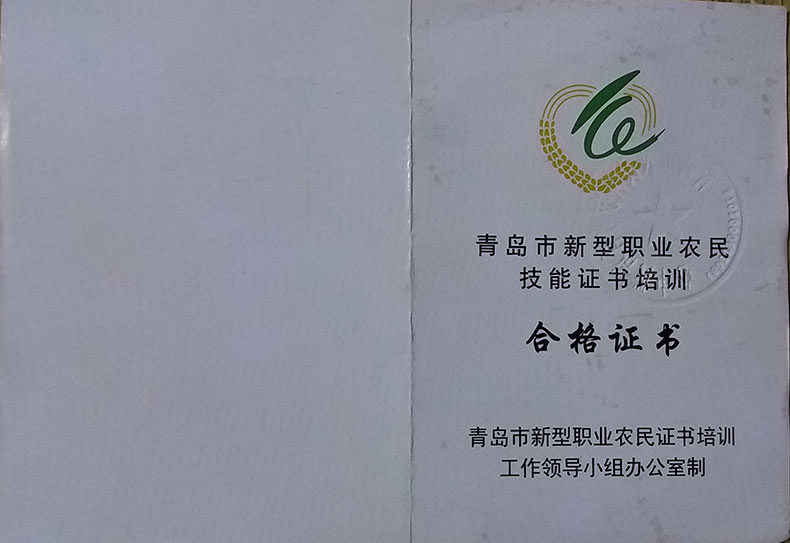 青岛市新型职业农民
技能证书培训
合格证书
青岛市新型职业农民证书培训
工作领导小组办公室制